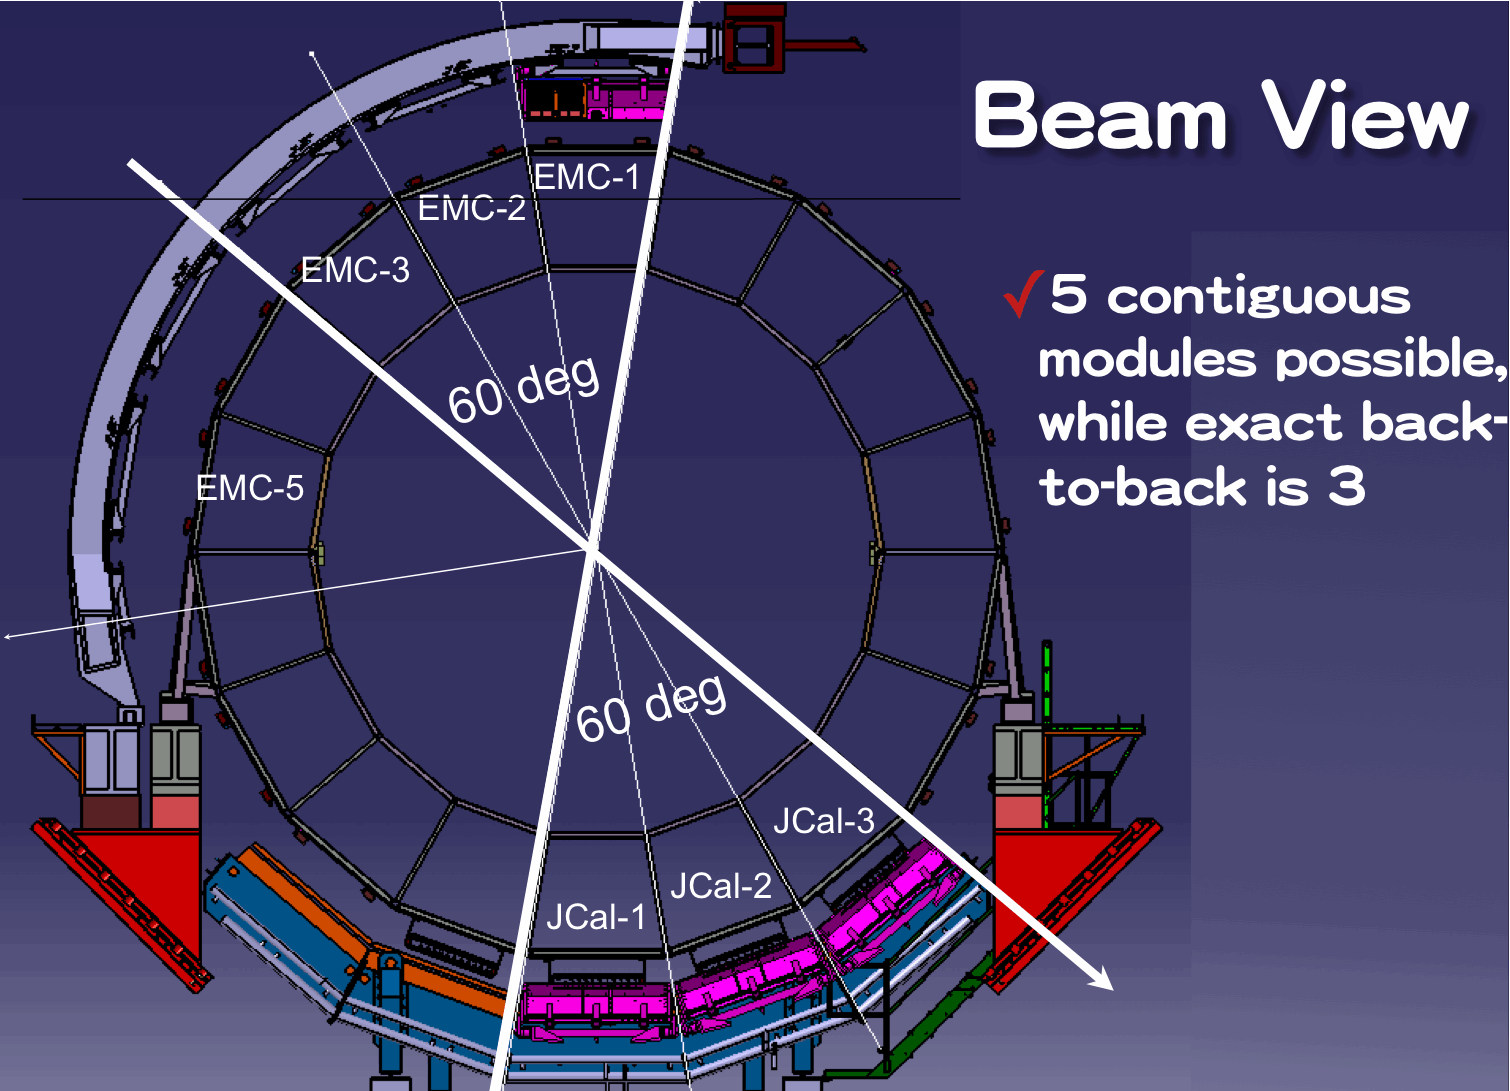 Beam View
EMC-1
EMC-2
EMC-3
✓5 contiguous
modules possible,
while exact back-
to-back is 3
60 deg
EMC-5
60 deg
JCal-3
JCal-2
JCal-1